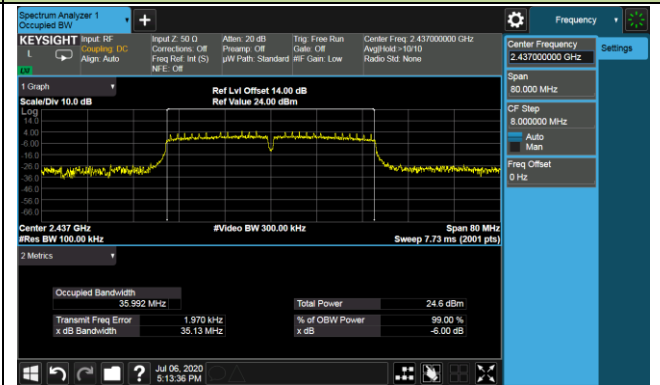 Spectrum Analyzer 1
Occupied BW
Frequency
KEYSIGHT
L
Input: RF
Coupling: DC
Align: Auto
Input Z: 50 Ω
Corrections: Off
Freq Ref: Int (S)
NFE: Off
Atten: 20 dB
Preamp: Off
µW Path: Standard
Trig: Free Run
Gate: Off
#IF Gain: Low
Center Freq: 2.437000000 GHz
Avg|Hold:>10/10
Radio Std: None
LW
1 Graph
Scale/Div 10.0 dB
Ref Lvl Offset 14.00 dB
Ref Value 24.00 dBm
Log
14.0
4.00
-6.00
-16.0
-26.0
-36.0
-46.0
-56.0
-66.0
Center 2.437 GHz
#Video BW 300.00 kHz
Span 80 MHz
#Res BW 100.00 kHz
Sweep 7.73 ms (2001 pts)
2 Metrics
Occupied Bandwidth
35.992 MHz
Total Power 24.6 dBm
Transmit Freq Error 1.970 kHz
% of OBW Power 99.00 %
x dB Bandwidth 35.13 MHz
x dB -6.00 dB
Jul 06, 2020
5:13:36 PM
Center Frequency
2.437000000 GHz
Settings
Span
80.000 MHz
CF Step
8.000000 MHz
Auto
Man
Freq Offset
0 Hz